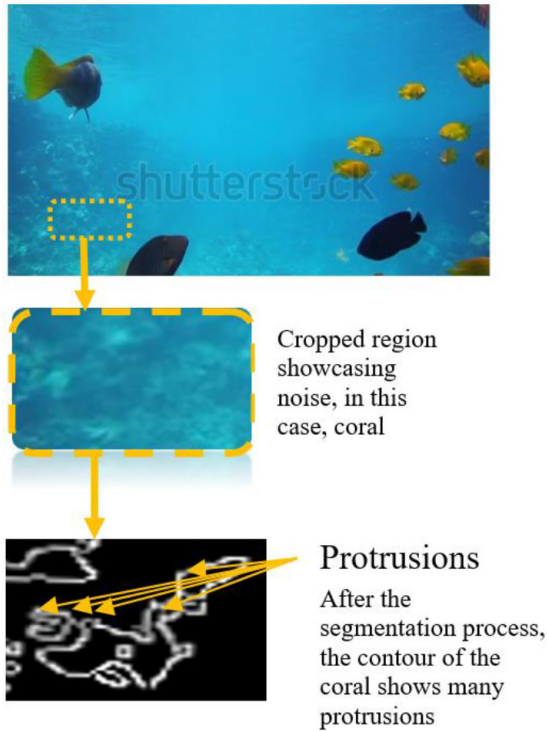 shutterstock
Cropped region
showcasing
noise, in this
case, coral
Protrusions
After the
segmentation process,
the contour of the
coral shows many
protrusions